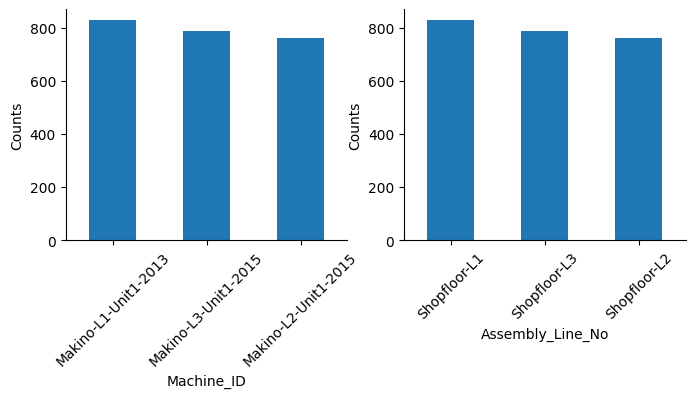 800
600
400
200
0
Counts
Makino-L1-Unit1-2013
Makino-L3-Unit1-2015
Makino-L2-Unit1-2015
Machine_ID
800
600
400
200
0
Counts
Shopfloor-L1
Shopfloor-L3
Shopfloor-L2
Assembly_Line_No